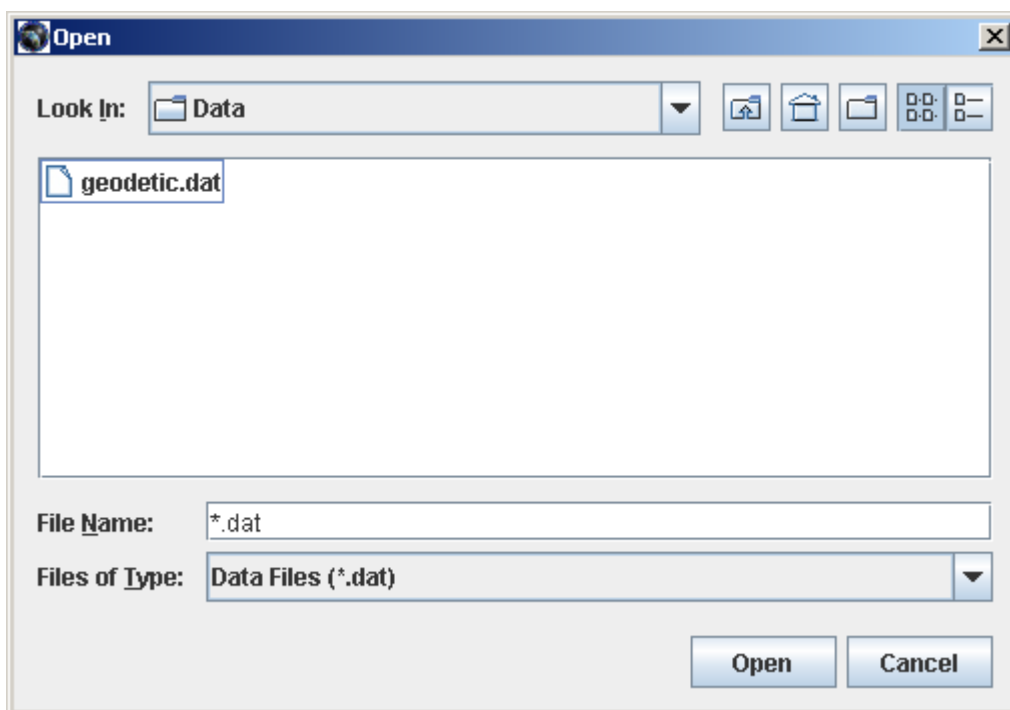 Open
Look In: Data
geodetic.dat
File Name: *.dat
Files of Type: Data Files (*.dat)
Open Cancel